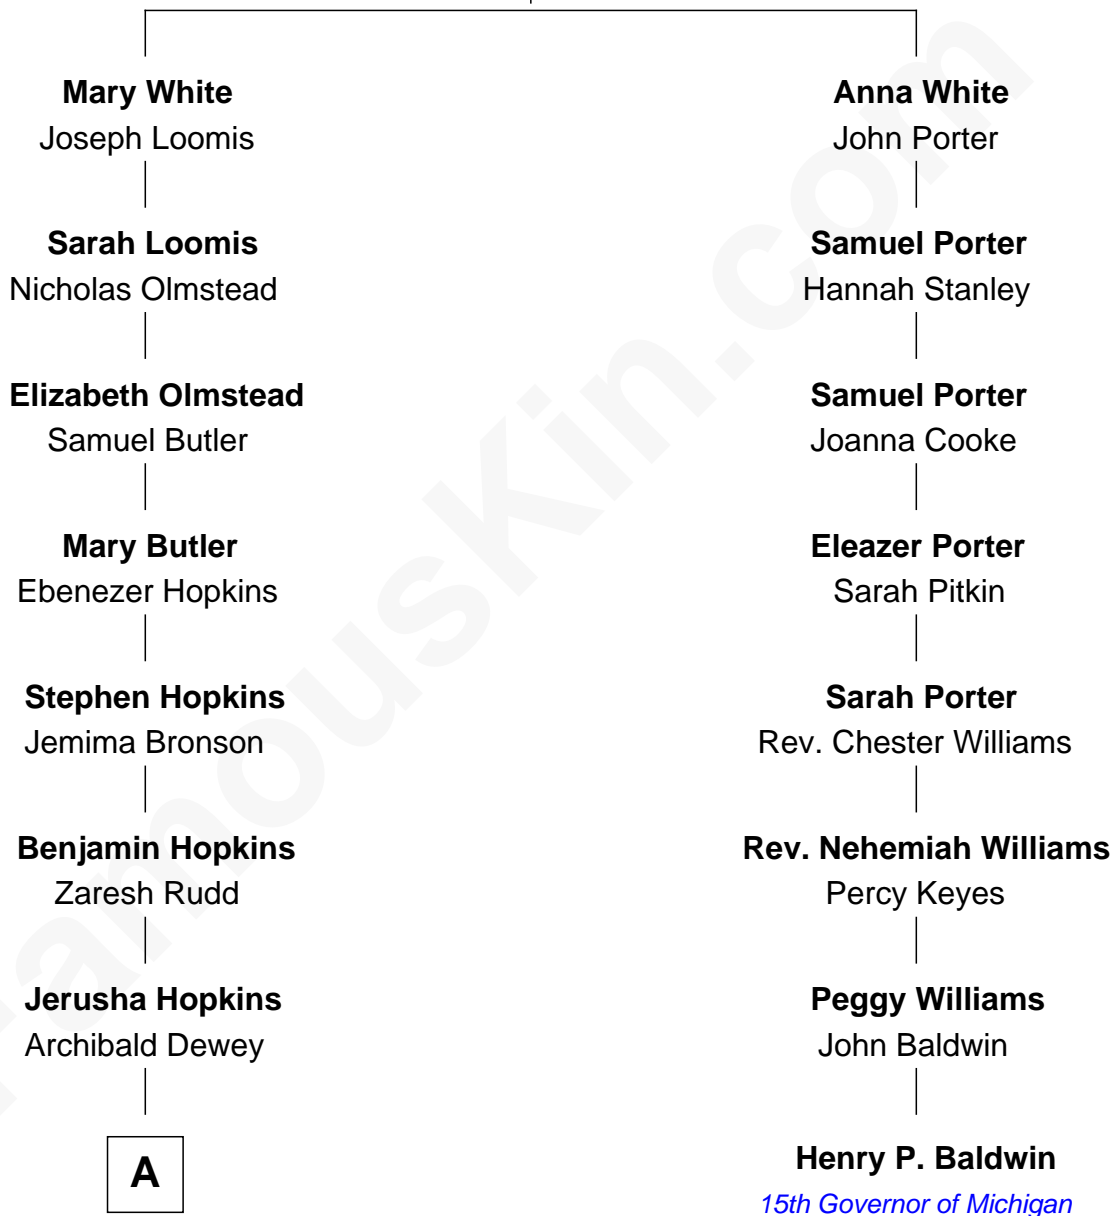 Mary White
Joseph Loomis
Sarah Loomis
Nicholas Olmstead
Elizabeth Olmstead
Samuel Butler
Mary Butler
Ebenezer Hopkins
Stephen Hopkins
Jemima Bronson
Benjamin Hopkins
Zaresh Rudd
Jerusha Hopkins
Archibald Dewey
A
Anna White
John Porter
Samuel Porter
Hannah Stanley
Samuel Porter
Joanna Cooke
Eleazer Porter
Sarah Pitkin
Sarah Porter
Rev. Chester Williams
Rev. Nehemiah Williams
Percy Keyes
Peggy Williams
John Baldwin
Henry P. Baldwin
15th Governor of Michigan
FamousKin.com